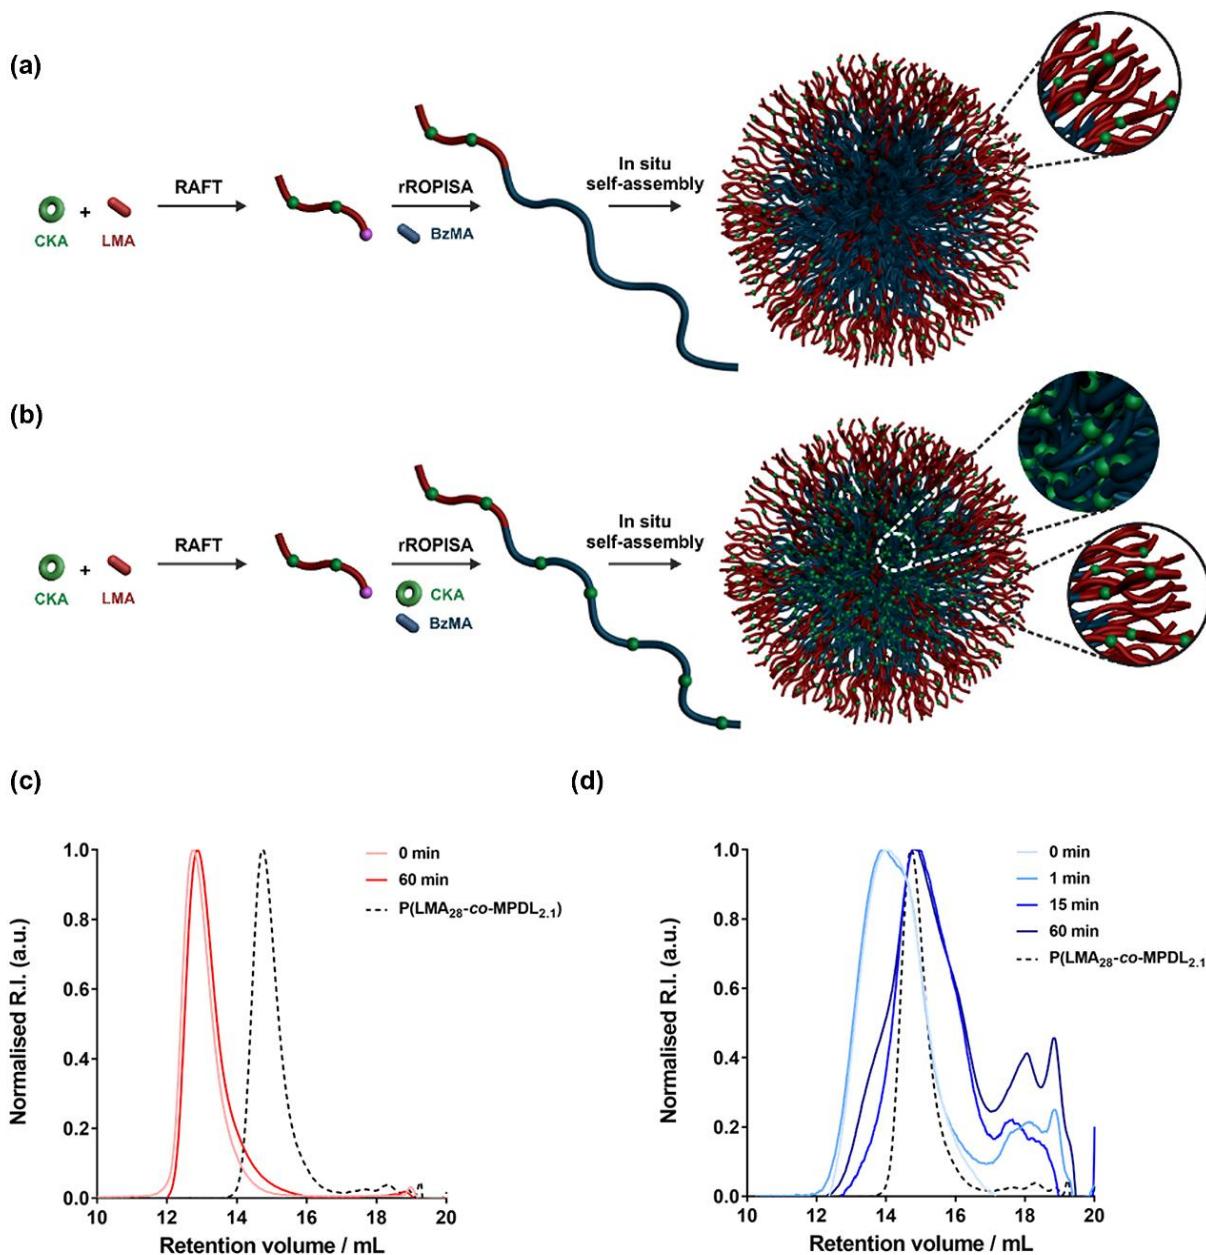 (a)
CKA + LMA
RAFT
rROPISA
BzMA
In situ
self-assembly
(b)
CKA + LMA
RAFT
rROPISA
CKA
BzMA
In situ
self-assembly
(c)
Normalised R.I. (a.u.)
1.0
0.8
0.6
0.4
0.2
0.0
10 12 14 16 18 20
Retention volume / mL
0 min
60 min
P(LMA28-co-MPDL2.1)
(d)
Normalised R.I. (a.u.)
1.0
0.8
0.6
0.4
0.2
0.0
10 12 14 16 18 20
Retention volume / mL
0 min
1 min
15 min
60 min
P(LMA28-co-MPDL2.1